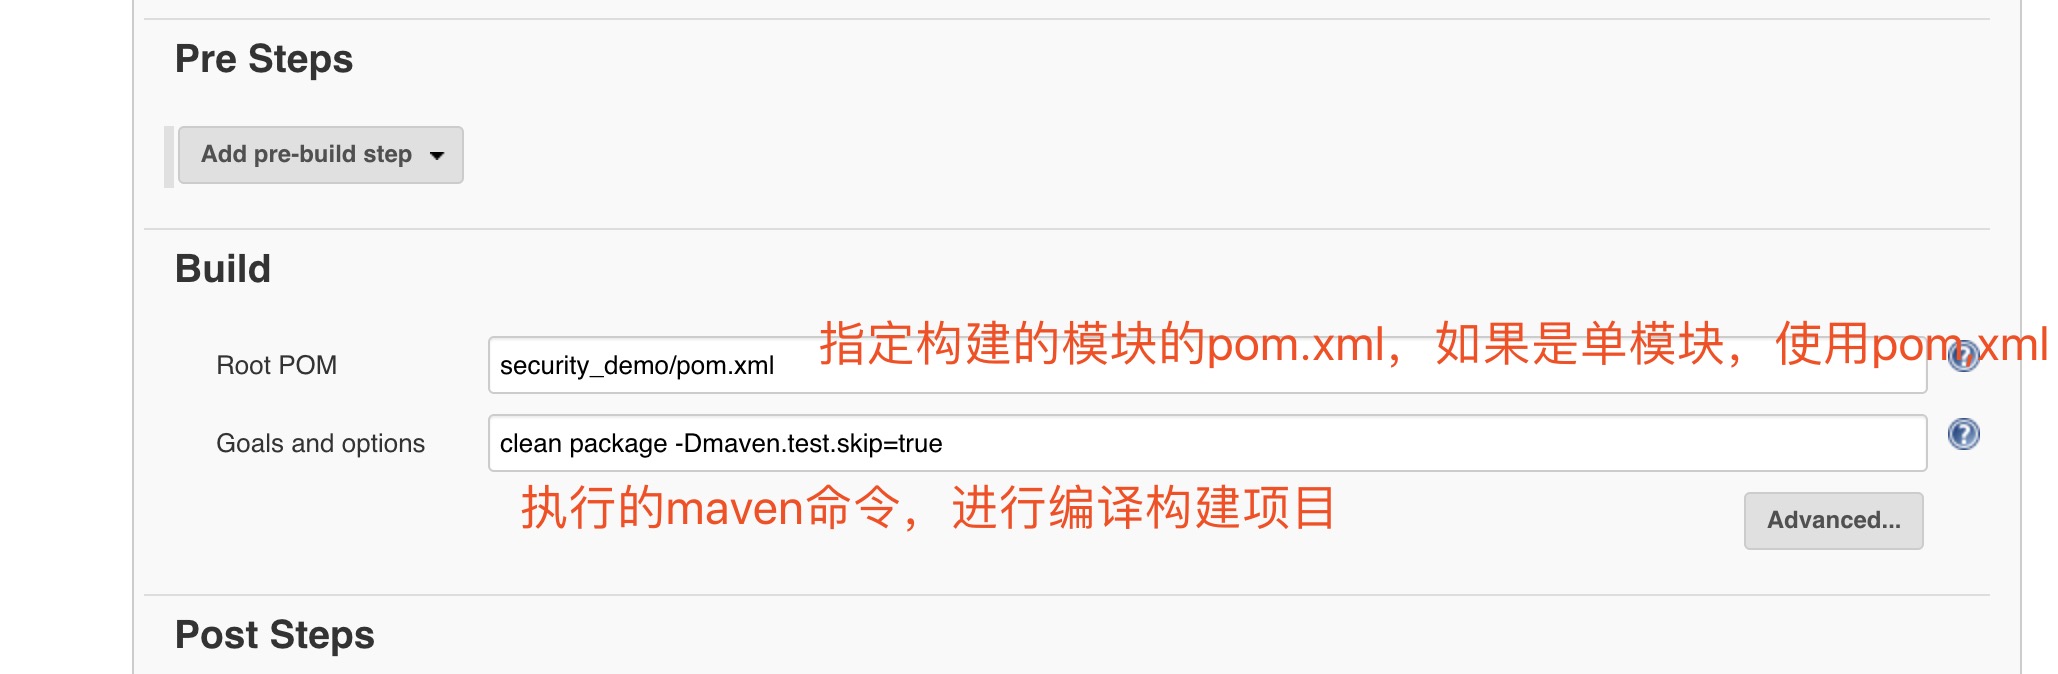 Pre Steps
Add pre-build step
Build
指定构建的模块的pom.xml，如果是单模块，使用pom.xml
Root POM
security_demo/pom.xml
Goals and options
clean package -Dmaven.test.skip=true
执行的maven命令，进行编译构建项目
Advanced...
Post Steps